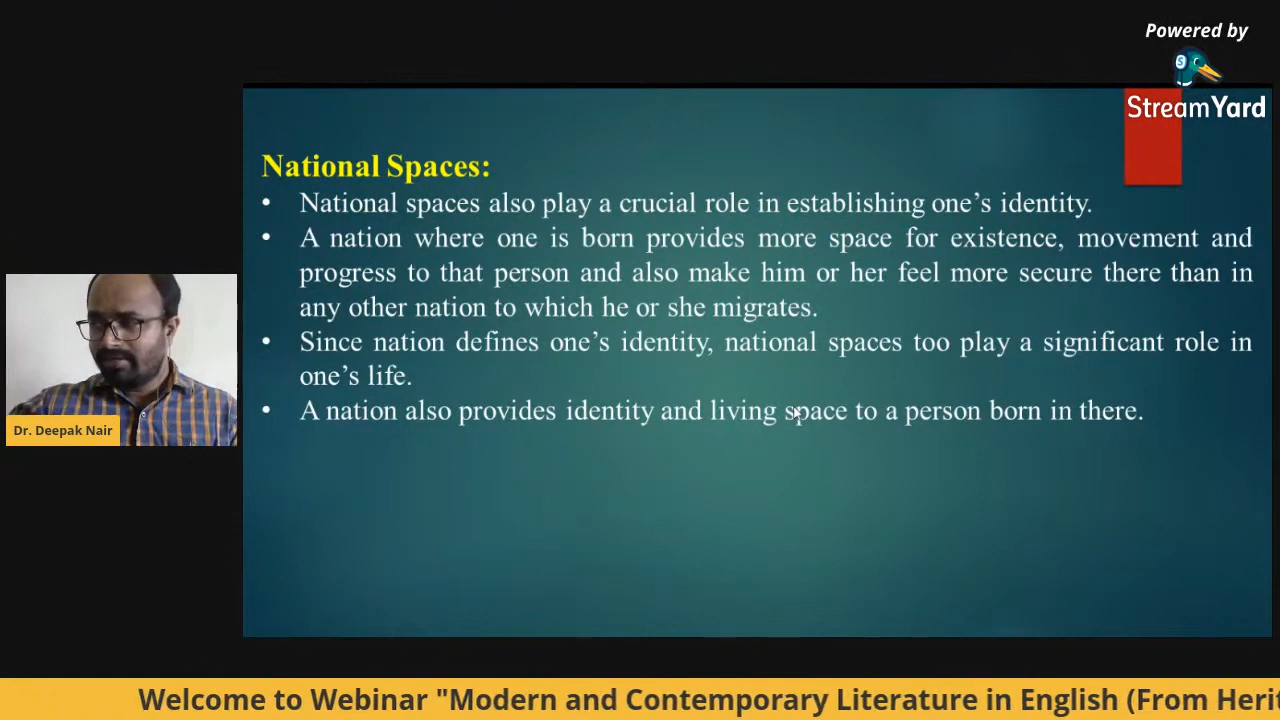 Powered by
StreamYard
National Spaces:
• National spaces also play a crucial role in establishing one’s identity.
• A nation where one is born provides more space for existence, movement and
progress to that person and also make him or her feel more secure there than in
any other nation to which he or she migrates.
• Since nation defines one’s identity, national spaces too play a significant role in
one’s life.
• A nation also provides identity and living space to a person born in there.
Dr. Deepak Nair
Welcome to Webinar "Modern and Contemporary Literature in English (From Herit